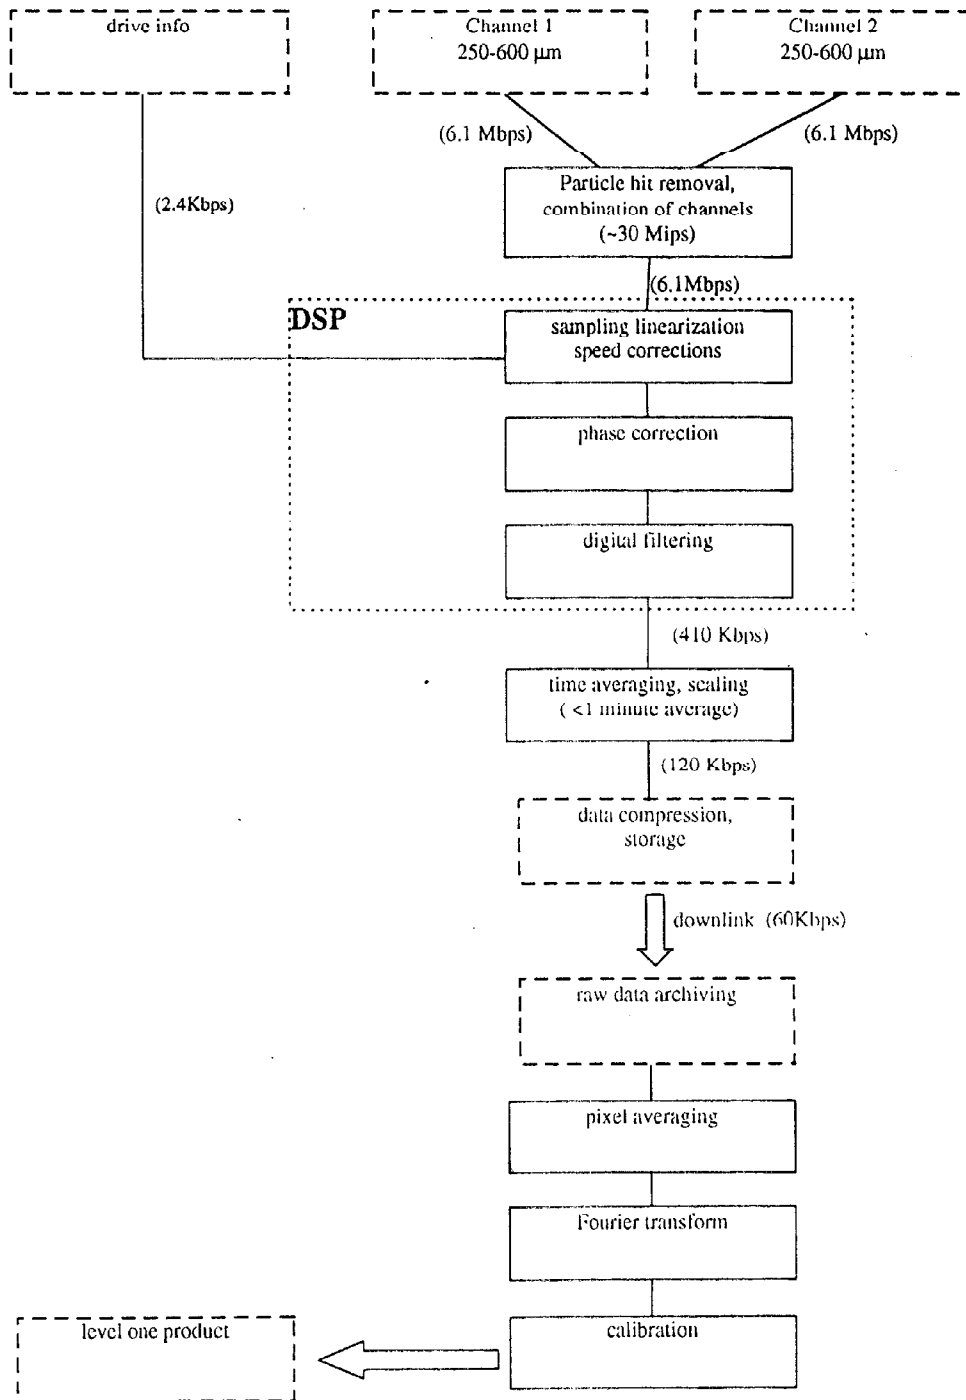 drive info
Channel 1
250-600 µm
Channel 2
250-600 µm
(6.1 Mbps)
(6.1 Mbps)
(2.4Kbps)
Particle hit removal,
combination of channels
(~30 Mips)
(6.1Mbps)
DSP
sampling linearization
speed corrections
phase correction
digital filtering
(410 Kbps)
time averaging, scaling
( <1 minute average)
(120 Kbps)
data compression,
storage
downlink (60Kbps)
raw data archiving
pixel averaging
Fourier transform
calibration
level one product